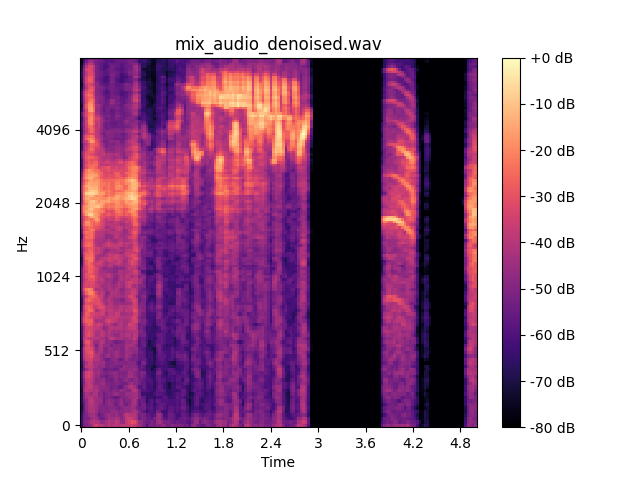 mix_audio_denoised.wav
Hz
4096
2048
1024
512
0
0
0.6
1.2
1.8
2.4
3
3.6
4.2
4.8
Time
+0 dB
-10 dB
-20 dB
-30 dB
-40 dB
-50 dB
-60 dB
-70 dB
-80 dB